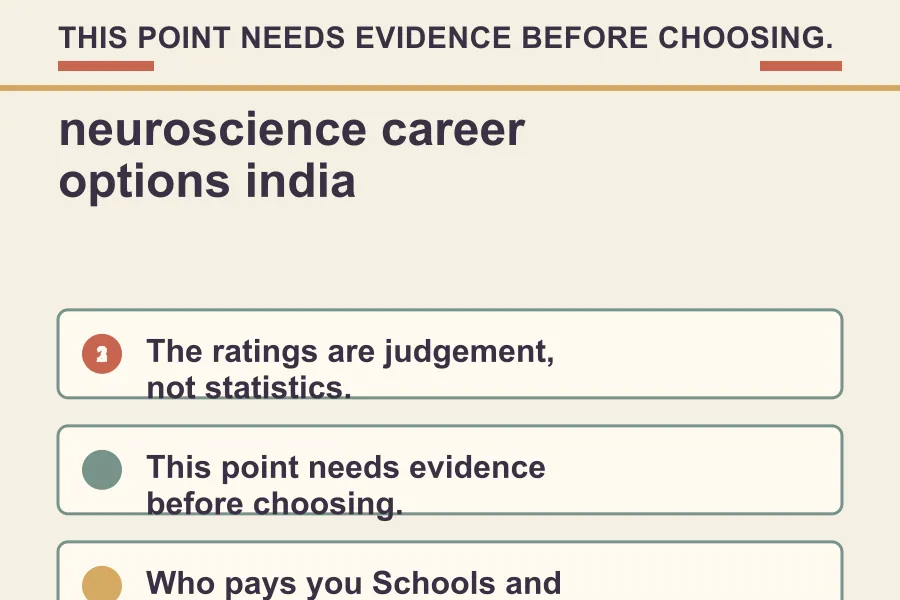 THIS POINT NEEDS EVIDENCE BEFORE CHOOSING.
neuroscience career
options india
The ratings are judgement,
not statistics.
This point needs evidence
before choosing.
Who pays you Schools and